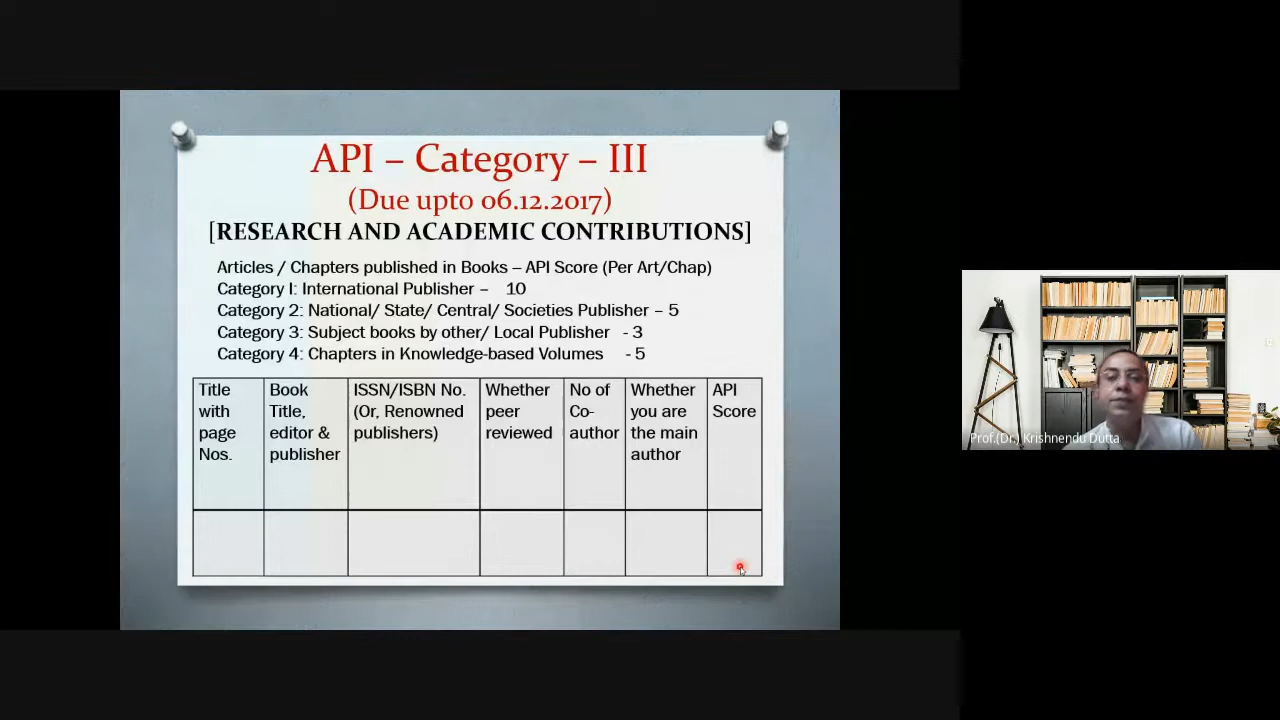 API – Category – III
(Due upto 06.12.2017)
[RESEARCH AND ACADEMIC CONTRIBUTIONS]
Articles / Chapters published in Books – API Score (Per Art/Chap)
Category I: International Publisher – 10
Category 2: National/ State/ Central/ Societies Publisher – 5
Category 3: Subject books by other/ Local Publisher - 3
Category 4: Chapters in Knowledge-based Volumes - 5
Title with page Nos.
Book Title, editor & publisher
ISSN/ISBN No. (Or, Renowned publishers)
Whether peer reviewed
No of Co-author
Whether you are the main author
API Score
Prof.(Dr.) Krishnendu Dutta